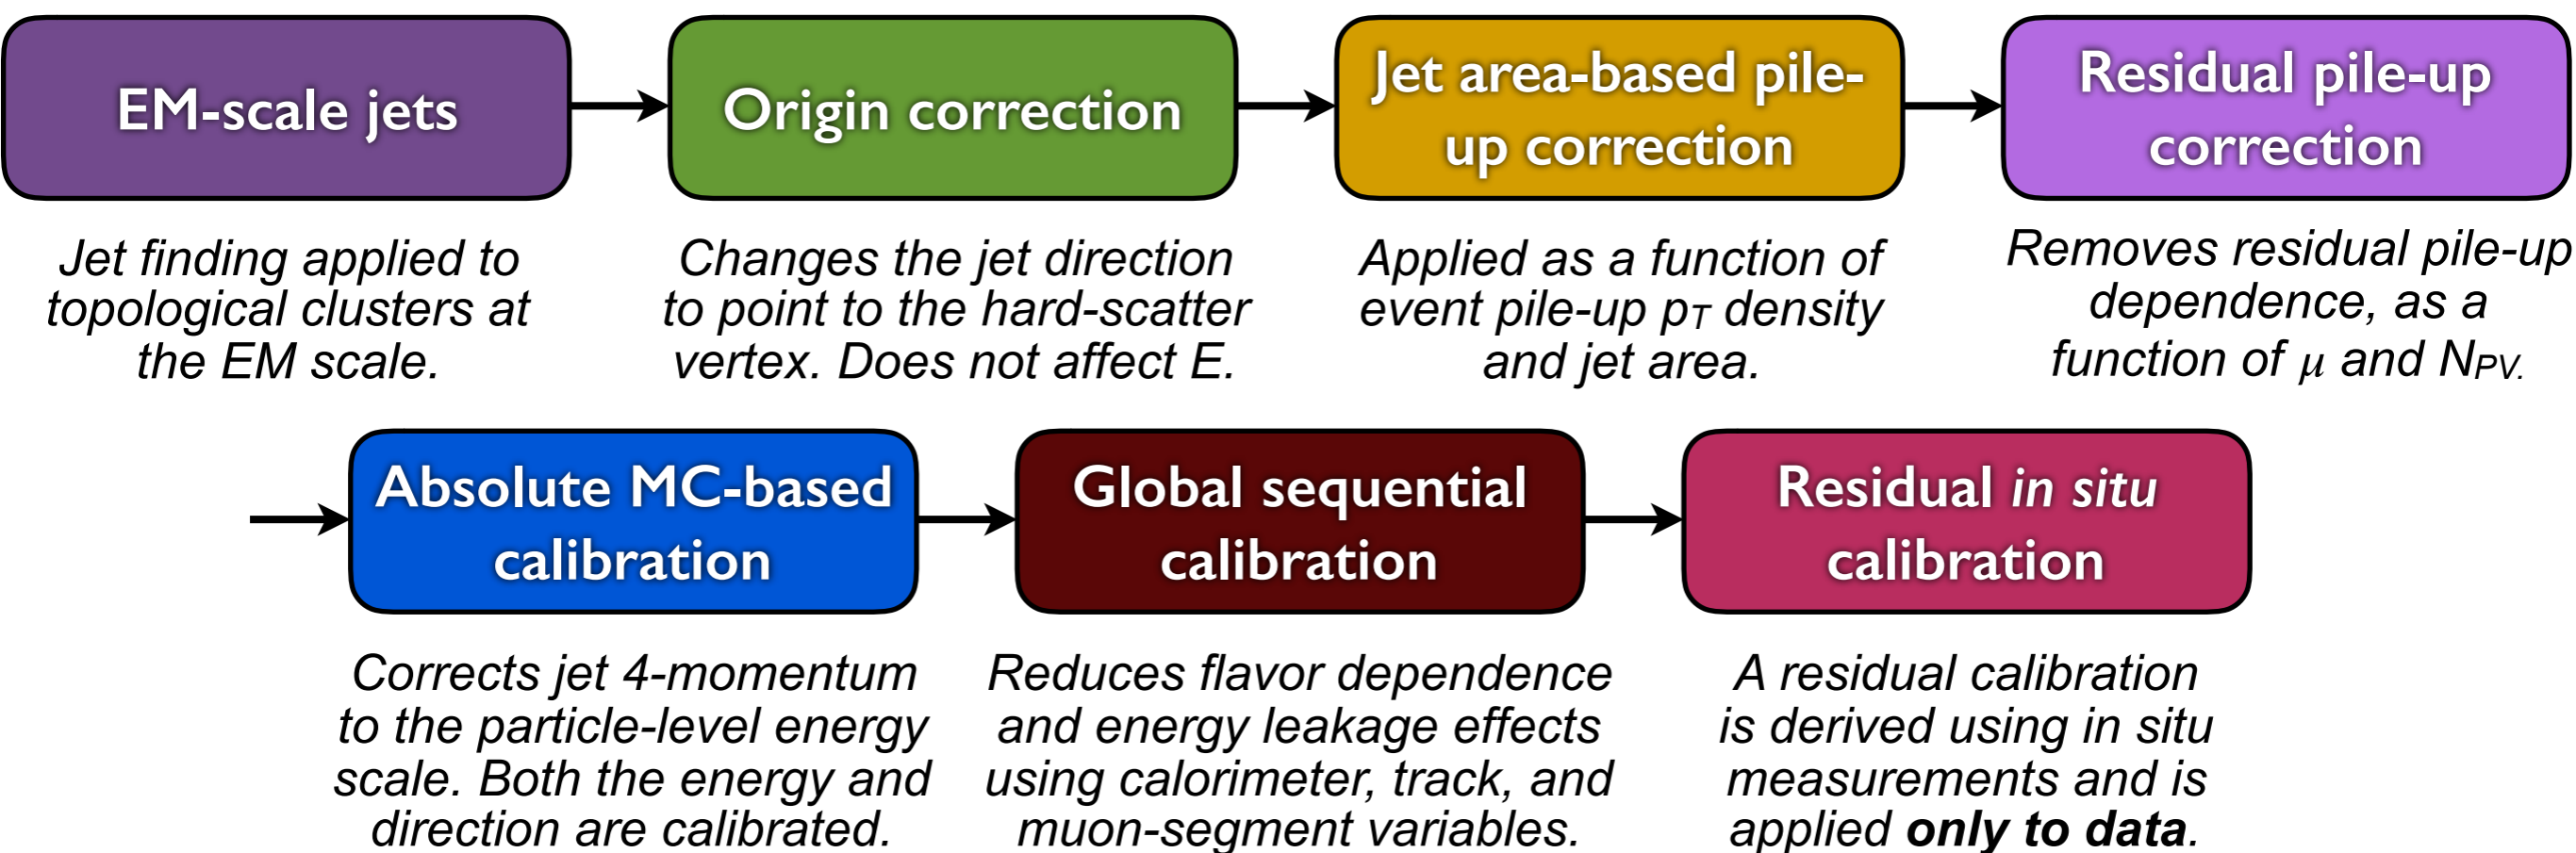 EM-scale jets
Jet finding applied to
topological clusters at
the EM scale.
Origin correction
Changes the jet direction
to point to the hard-scatter
vertex. Does not affect E.
Jet area-based pile-
up correction
Applied as a function of
event pile-up pT density
and jet area.
Residual pile-up
correction
Removes residual pile-up
dependence, as a
function of μ and NPV.
Absolute MC-based
calibration
Corrects jet 4-momentum
to the particle-level energy
scale. Both the energy and
direction are calibrated.
Global sequential
calibration
Reduces flavor dependence
and energy leakage effects
using calorimeter, track, and
muon-segment variables.
Residual in situ
calibration
A residual calibration
is derived using in situ
measurements and is
applied only to data.